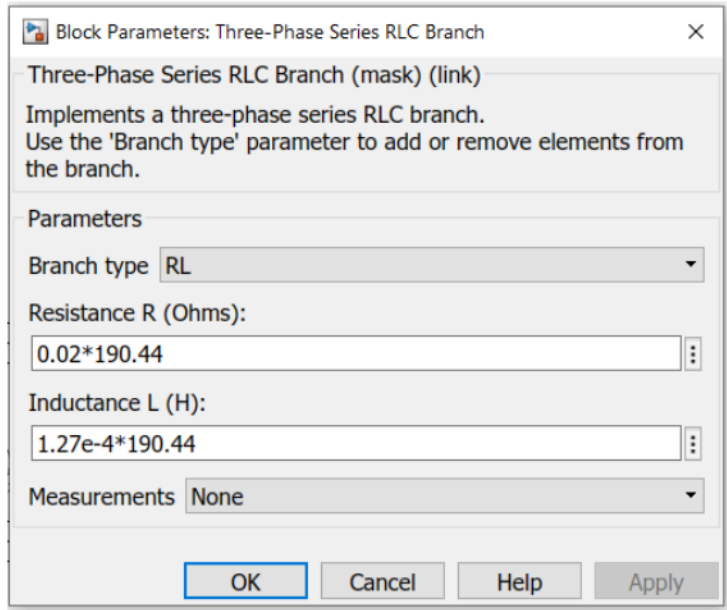 Block Parameters: Three-Phase Series RLC Branch
Three-Phase Series RLC Branch (mask) (link)
Implements a three-phase series RLC branch.
Use the 'Branch type' parameter to add or remove elements from
the branch.
Parameters
Branch type RL
Resistance R (Ohms):
0.02*190.44
Inductance L (H):
1.27e-4*190.44
Measurements None
OK Cancel Help Apply